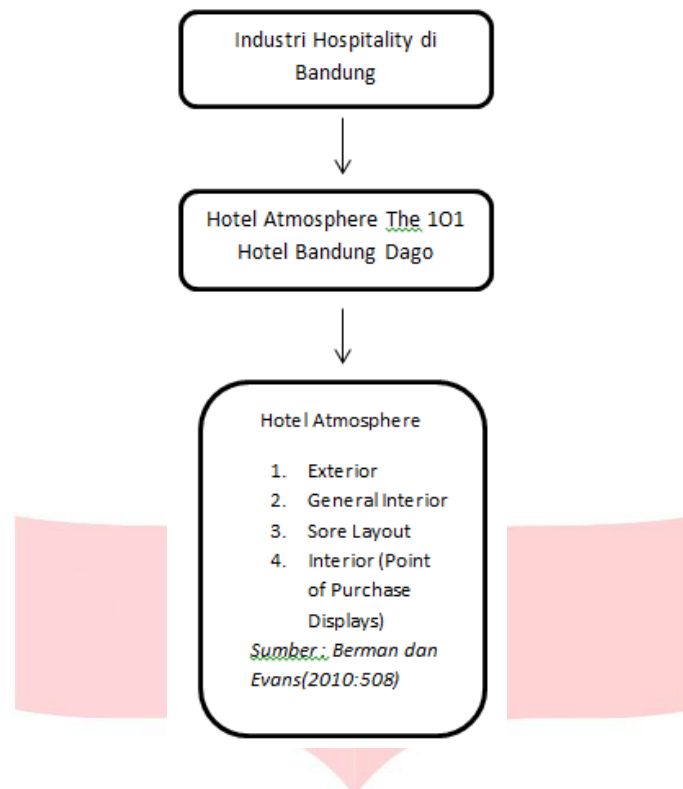 Industri Hospitality di
Bandung
Hotel Atmosphere The 1O1
Hotel Bandung Dago
Hotel Atmosphere
1. Exterior
2. General Interior
3. Sore Layout
4. Interior (Point
of Purchase
Displays)
Sumber : Berman dan
Evans(2010:508)